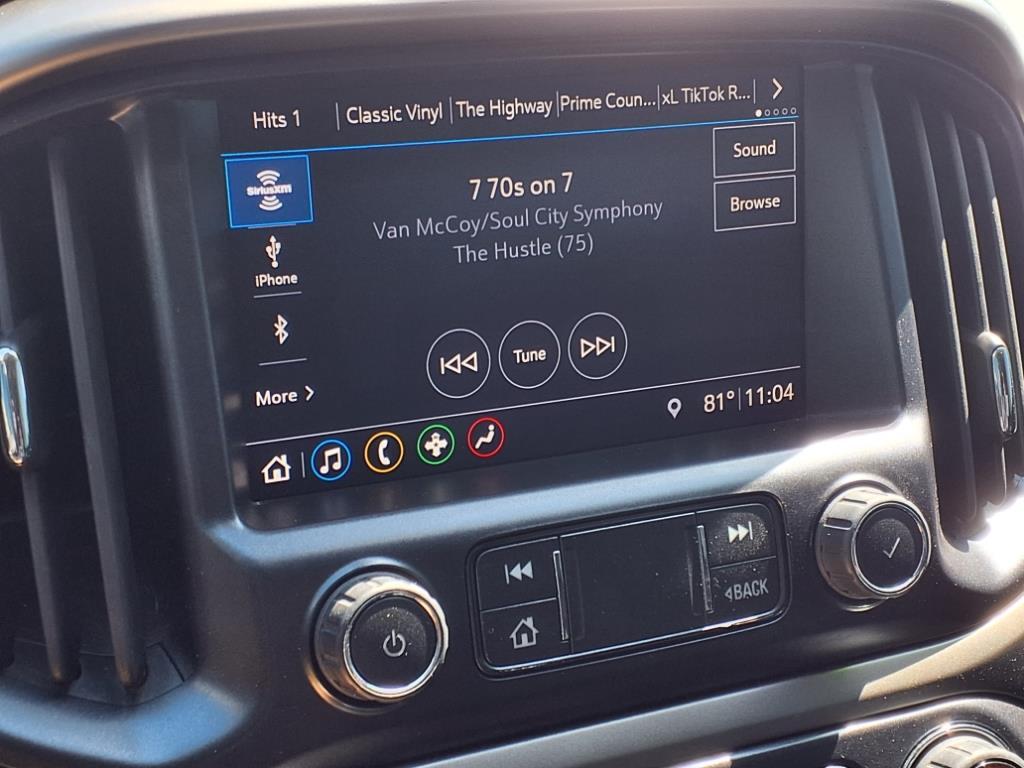 Hits 1 Classic Vinyl The Highway Prime Coun... xL TikTok R...
SiriusXM
7 70s on 7
Sound
Van McCoy/Soul City Symphony
Browse
The Hustle (75)
iPhone
Tune
More
81° 11:04
BACK